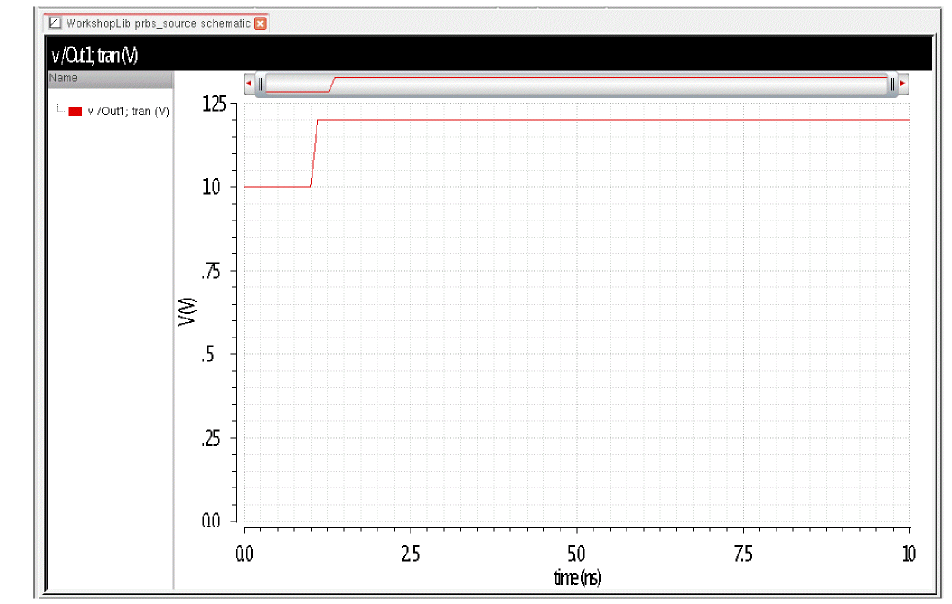 WorkshopLib prbs_source schematic
v /Out1; tran (V)
Name
v /Out1; tran (V)
1.25
1.0
.75
.5
.25
0.0
V (V)
0.0 2.5 5.0 7.5 10
time (ns)